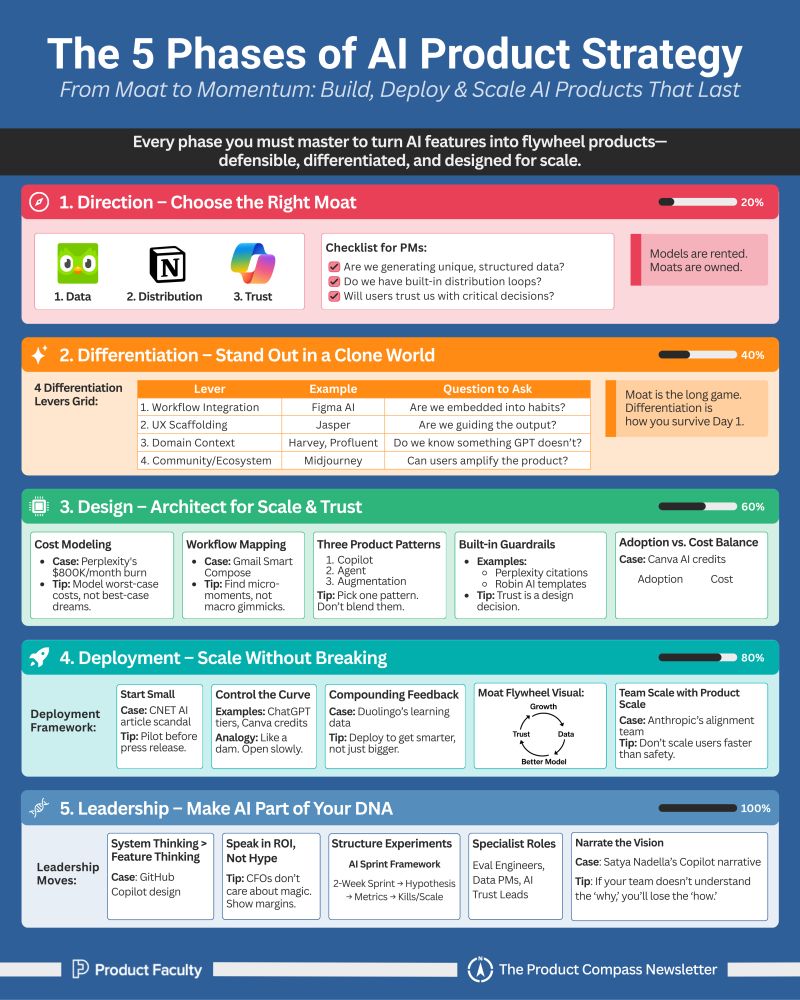 The 5 Phases of AI Product Strategy
From Moat to Momentum: Build, Deploy & Scale AI Products That Last
Every phase you must master to turn AI features into flywheel products—
defensible, differentiated, and designed for scale.
1. Direction – Choose the Right Moat
20%
N
1. Data
2. Distribution
3. Trust
Checklist for PMs:
Are we generating unique, structured data?
Do we have built-in distribution loops?
Will users trust us with critical decisions?
Models are rented.
Moats are owned.
2. Differentiation – Stand Out in a Clone World
40%
4 Differentiation
Levers Grid:
Lever Example Question to Ask
1. Workflow Integration Figma AI Are we embedded into habits?
2. UX Scaffolding Jasper Are we guiding the output?
3. Domain Context Harvey, Profluent Do we know something GPT doesn't?
4. Community/Ecosystem Midjourney Can users amplify the product?
Moat is the long game.
Differentiation is
how you survive Day 1.
3. Design – Architect for Scale & Trust
60%
Cost Modeling
• Case: Perplexity's
$800K/month burn
• Tip: Model worst-case
costs, not best-case
dreams.
Workflow Mapping
• Case: Gmail Smart
Compose
• Tip: Find micro-
moments, not
macro gimmicks.
Three Product Patterns
1. Copilot
2. Agent
3. Augmentation
Tip: Pick one pattern.
Don't blend them.
Built-in Guardrails
• Examples:
○ Perplexity citations
○ Robin AI templates
• Tip: Trust is a design
decision.
Adoption vs. Cost Balance
Case: Canva AI credits
Adoption Cost
4. Deployment – Scale Without Breaking
80%
Deployment
Framework:
Start Small
Case: CNET AI
article scandal
Tip: Pilot before
press release.
Control the Curve
Examples: ChatGPT
tiers, Canva credits
Analogy: Like a
dam. Open slowly.
Compounding Feedback
Case: Duolingo's learning
data
Tip: Deploy to get smarter,
not just bigger.
Moat Flywheel Visual:
Growth
Trust Data
Better Model
Team Scale with Product
Scale
Case: Anthropic's alignment
team
Tip: Don't scale users faster
than safety.
5. Leadership – Make AI Part of Your DNA
100%
Leadership
Moves:
System Thinking >
Feature Thinking
Case: GitHub
Copilot design
Speak in ROI,
Not Hype
Tip: CFOs don't
care about magic.
Show margins.
Structure Experiments
AI Sprint Framework
2-Week Sprint → Hypothesis
→ Metrics → Kills/Scale
Specialist Roles
Eval Engineers,
Data PMs, AI
Trust Leads
Narrate the Vision
Case: Satya Nadella's Copilot narrative
Tip: If your team doesn't understand
the 'why,' you'll lose the 'how.'
Product Faculty
N
The Product Compass Newsletter